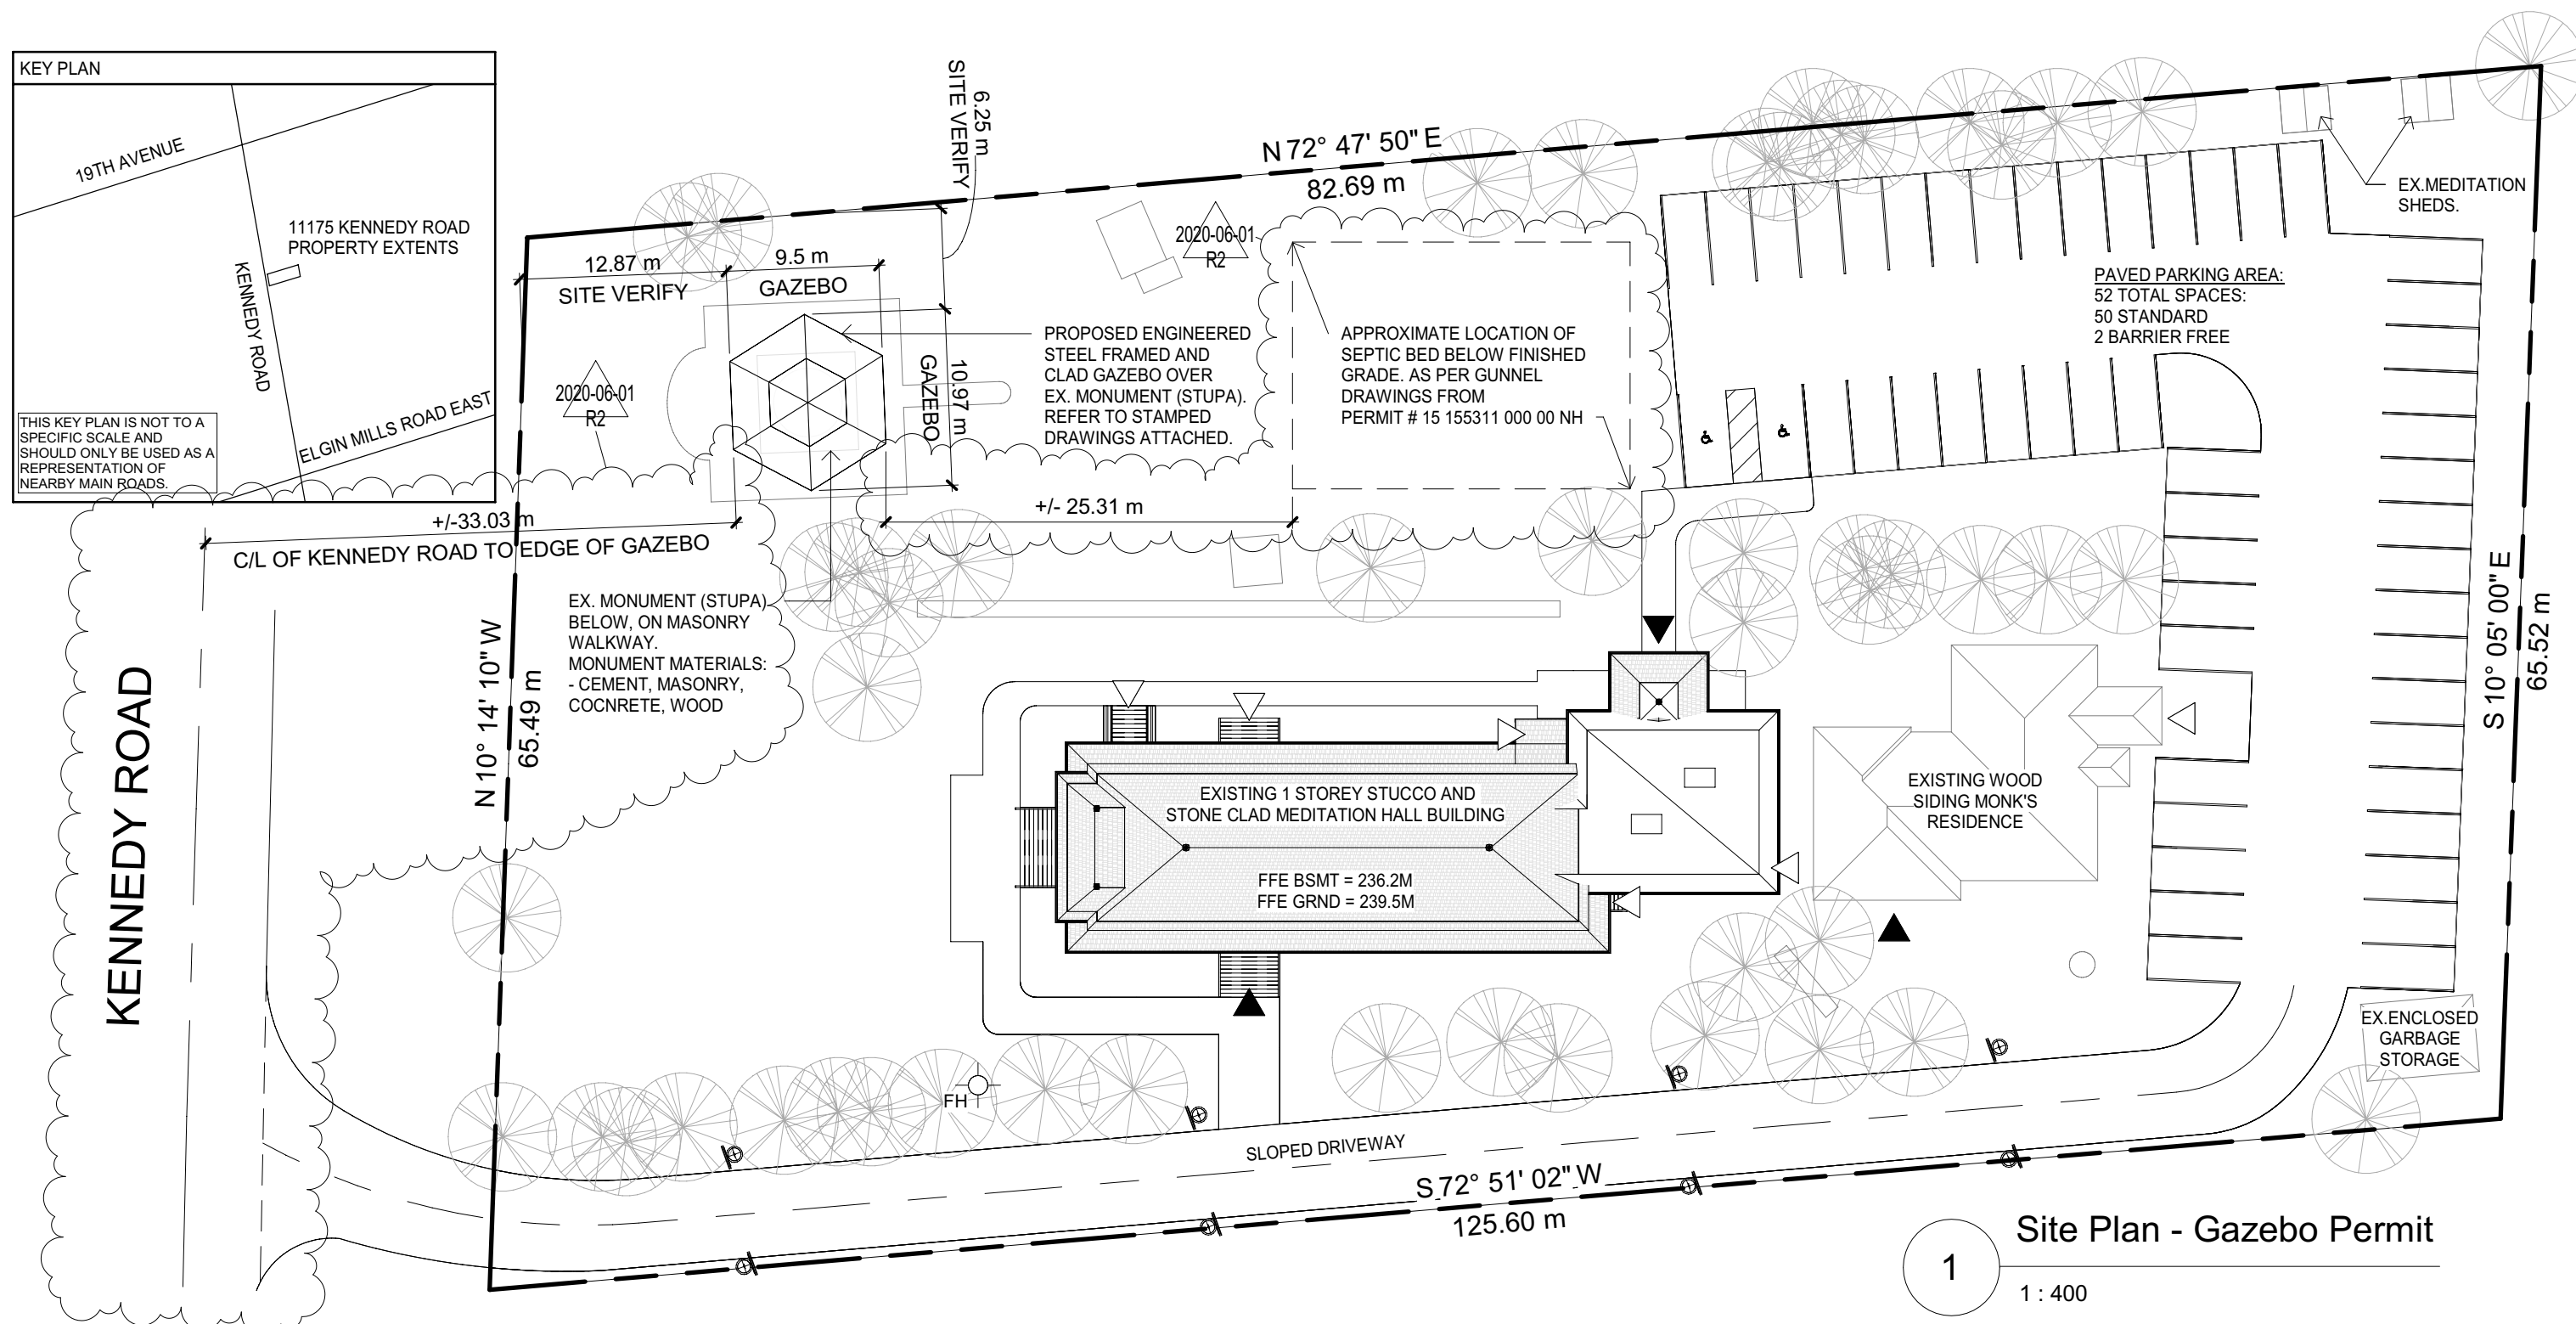 KEY PLAN
19TH AVENUE
11175 KENNEDY ROAD
PROPERTY EXTENTS
KENNEDY ROAD
ELGIN MILLS ROAD EAST
THIS KEY PLAN IS NOT TO A
SPECIFIC SCALE AND
SHOULD ONLY BE USED AS A
REPRESENTATION OF
NEARBY MAIN ROADS.
6.25 m
SITE VERIFY
N 72° 47' 50" E
82.69 m
12.87 m
SITE VERIFY
9.5 m
GAZEBO
10.97 m
GAZEBO
2020-06-01
R2
2020-06-01
R2
PROPOSED ENGINEERED
STEEL FRAMED AND
CLAD GAZEBO OVER
EX. MONUMENT (STUPA).
REFER TO STAMPED
DRAWINGS ATTACHED.
APPROXIMATE LOCATION OF
SEPTIC BED BELOW FINISHED
GRADE. AS PER GUNNEL
DRAWINGS FROM
PERMIT # 15 155311 000 00 NH
EX.MEDITATION
SHEDS.
PAVED PARKING AREA:
52 TOTAL SPACES:
50 STANDARD
2 BARRIER FREE
+/-33.03 m
C/L OF KENNEDY ROAD TO EDGE OF GAZEBO
+/- 25.31 m
EX. MONUMENT (STUPA)
BELOW, ON MASONRY
WALKWAY.
MONUMENT MATERIALS:
- CEMENT, MASONRY,
COCNRETE, WOOD
KENNEDY ROAD
N 10° 14' 10" W
65.49 m
S 10° 05' 00" E
65.52 m
EXISTING 1 STOREY STUCCO AND
STONE CLAD MEDITATION HALL BUILDING
FFE BSMT = 236.2M
FFE GRND = 239.5M
EXISTING WOOD
SIDING MONK'S
RESIDENCE
EX.ENCLOSED
GARBAGE
STORAGE
FH
SLOPED DRIVEWAY
S 72° 51' 02" W
125.60 m
1
Site Plan - Gazebo Permit
1 : 400